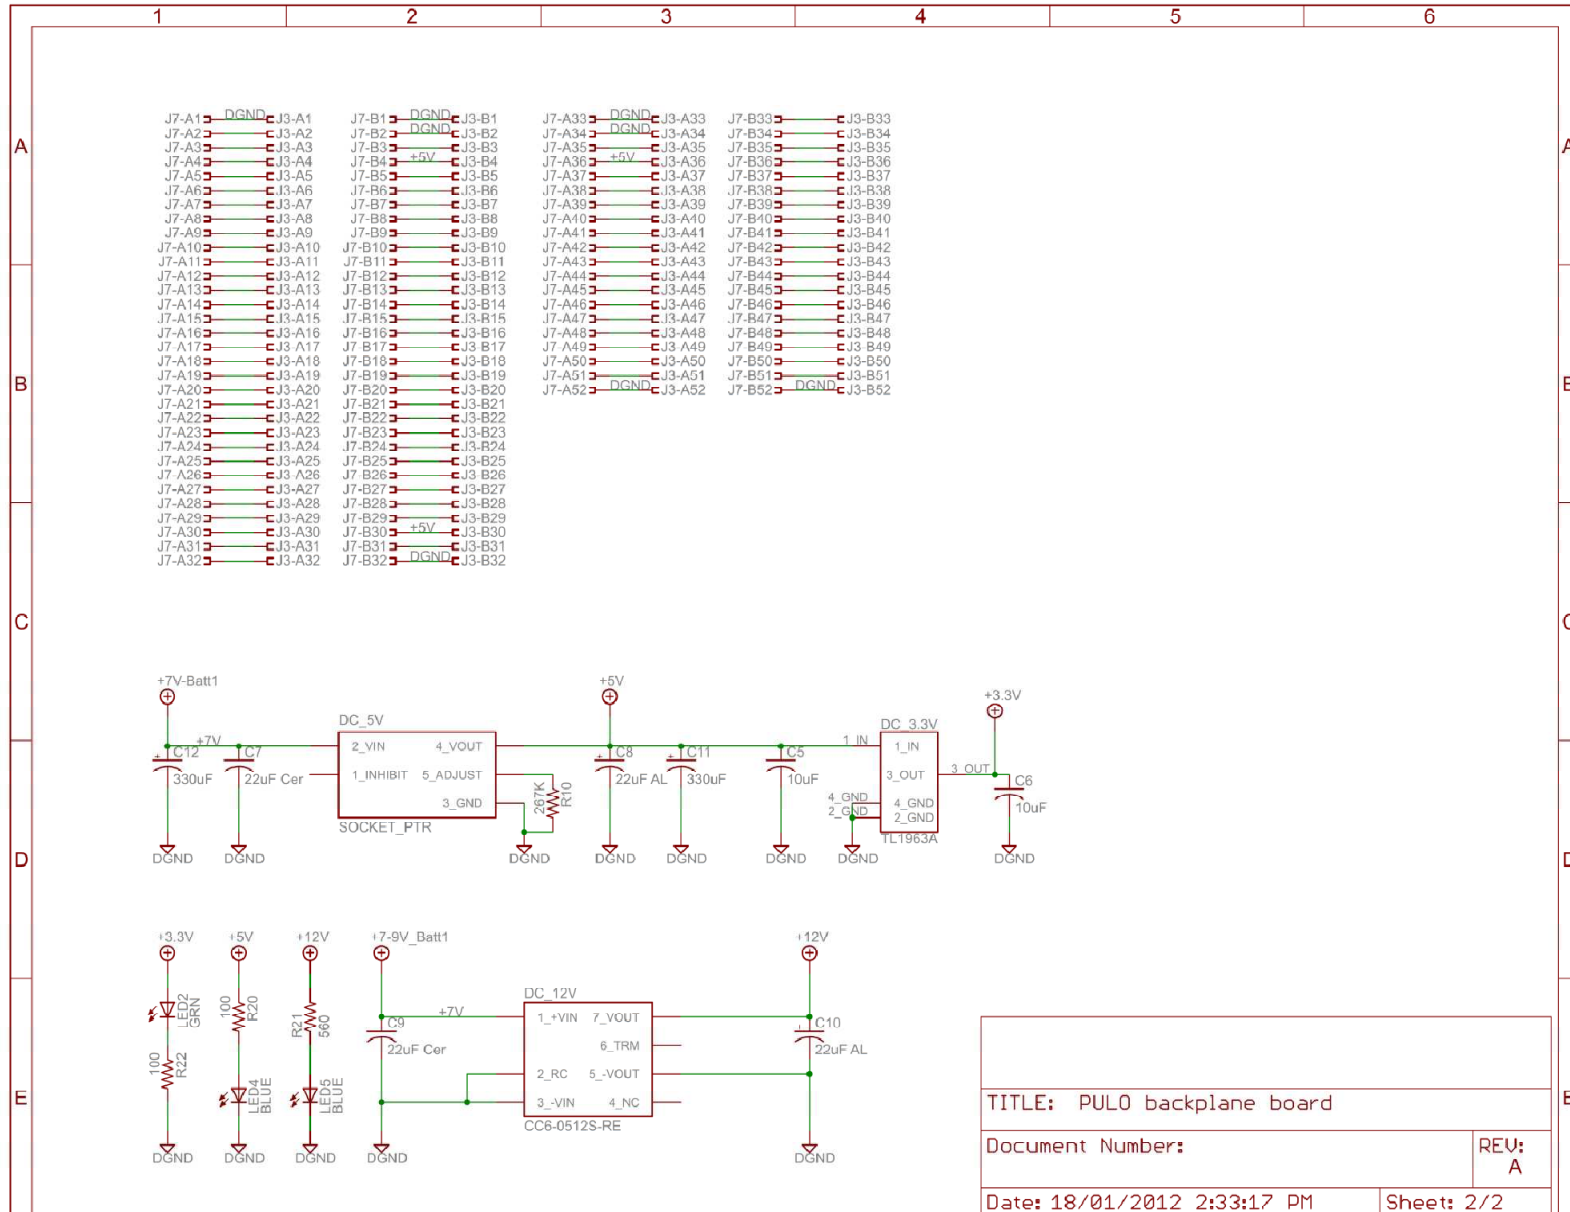 1 2 3 4 5 6
A A
J7-A1 DGND J3-A1 J7-B1 DGND J3-B1 J7-A33 DGND J3-A33 J7-B33 J3-B33
J7-A2 J3-A2 J7-B2 DGND J3-B2 J7-A34 DGND J3-A34 J7-B34 J3-B34
J7-A3 J3-A3 J7-B3 J3-B3 J7-A35 J3-A35 J7-B35 J3-B35
J7-A4 J3-A4 J7-B4 +5V J3-B4 J7-A36 +5V J3-A36 J7-B36 J3-B36
J7-A5 J3-A5 J7-B5 J3-B5 J7-A37 J3-A37 J7-B37 J3-B37
J7-A6 J3-A6 J7-B6 J3-B6 J7-A38 J3-A38 J7-B38 J3-B38
J7-A7 J3-A7 J7-B7 J3-B7 J7-A39 J3-A39 J7-B39 J3-B39
J7-A8 J3-A8 J7-B8 J3-B8 J7-A40 J3-A40 J7-B40 J3-B40
J7-A9 J3-A9 J7-B9 J3-B9 J7-A41 J3-A41 J7-B41 J3-B41
J7-A10 J3-A10 J7-B10 J3-B10 J7-A42 J3-A42 J7-B42 J3-B42
J7-A11 J3-A11 J7-B11 J3-B11 J7-A43 J3-A43 J7-B43 J3-B43
J7-A12 J3-A12 J7-B12 J3-B12 J7-A44 J3-A44 J7-B44 J3-B44
J7-A13 J3-A13 J7-B13 J3-B13 J7-A45 J3-A45 J7-B45 J3-B45
J7-A14 J3-A14 J7-B14 J3-B14 J7-A46 J3-A46 J7-B46 J3-B46
J7-A15 J3-A15 J7-B15 J3-B15 J7-A47 J3-A47 J7-B47 J3-B47
J7-A16 J3-A16 J7-B16 J3-B16 J7-A48 J3-A48 J7-B48 J3-B48
J7-A17 J3-A17 J7-B17 J3-B17 J7-A49 J3-A49 J7-B49 J3-B49
J7-A18 J3-A18 J7-B18 J3-B18 J7-A50 J3-A50 J7-B50 J3-B50
J7-A19 J3-A19 J7-B19 J3-B19 J7-A51 J3-A51 J7-B51 J3-B51
J7-A20 J3-A20 J7-B20 J3-B20 J7-A52 DGND J3-A52 J7-B52 DGND J3-B52
B
J7-A21 J3-A21 J7-B21 J3-B21
J7-A22 J3-A22 J7-B22 J3-B22
J7-A23 J3-A23 J7-B23 J3-B23
J7-A24 J3-A24 J7-B24 J3-B24
J7-A25 J3-A25 J7-B25 J3-B25
J7-A26 J3-A26 J7-B26 J3-B26
J7-A27 J3-A27 J7-B27 J3-B27
J7-A28 J3-A28 J7-B28 J3-B28
J7-A29 J3-A29 J7-B29 J3-B29
J7-A30 J3-A30 J7-B30 +5V J3-B30
J7-A31 J3-A31 J7-B31 J3-B31
J7-A32 J3-A32 J7-B32 DGND J3-B32
C
+7V-Batt1 +5V +3.3V
DC_5V DC_3.3V
+7V
C12 C7 2_VIN 4_VOUT C8 C11 C5 1_IN 1_IN
330uF 22uF Cer 1_INHIBIT 5_ADJUST 22uF AL 330uF 10uF 3_OUT 3_OUT C6
3_GND 267K R10 4_GND 4_GND 10uF
2_GND 2_GND
SOCKET_PTR TL1963A
DGND DGND DGND DGND DGND DGND DGND DGND
D
+3.3V +5V +12V +7-9V_Batt1 +12V
DC_12V
LED2 GRN 100 R20 R21 560 C9 +7V 1_+VIN 7_VOUT C10
22uF Cer 6_TRM 22uF AL
100 R22 LED4 BLUE LED5 BLUE 2_RC 5_-VOUT
3_-VIN 4_NC
CC6-0512S-RE
DGND DGND DGND DGND DGND
E
TITLE: PULO backplane board
Document Number:
REV:
A
Date: 18/01/2012 2:33:17 PM Sheet: 2/2